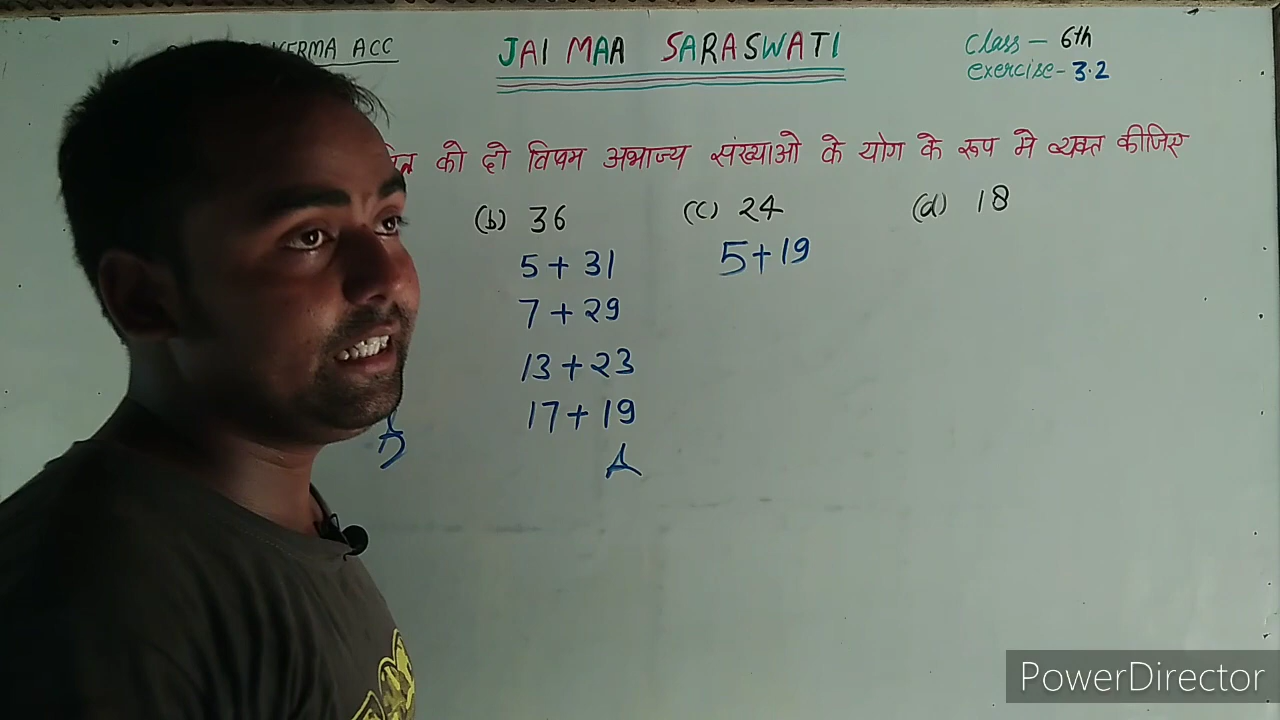 ERMA ACC
JAI MAA SARASWATI
Class - 6th
exercise - 3.2
को दो विषम अभाज्य संख्याओ के योग के रूप मे व्यक्त कीजिए
(b) 36
5 + 31
7 + 29
13 + 23
17 + 19
(c) 24
5 + 19
(d) 18
PowerDirector